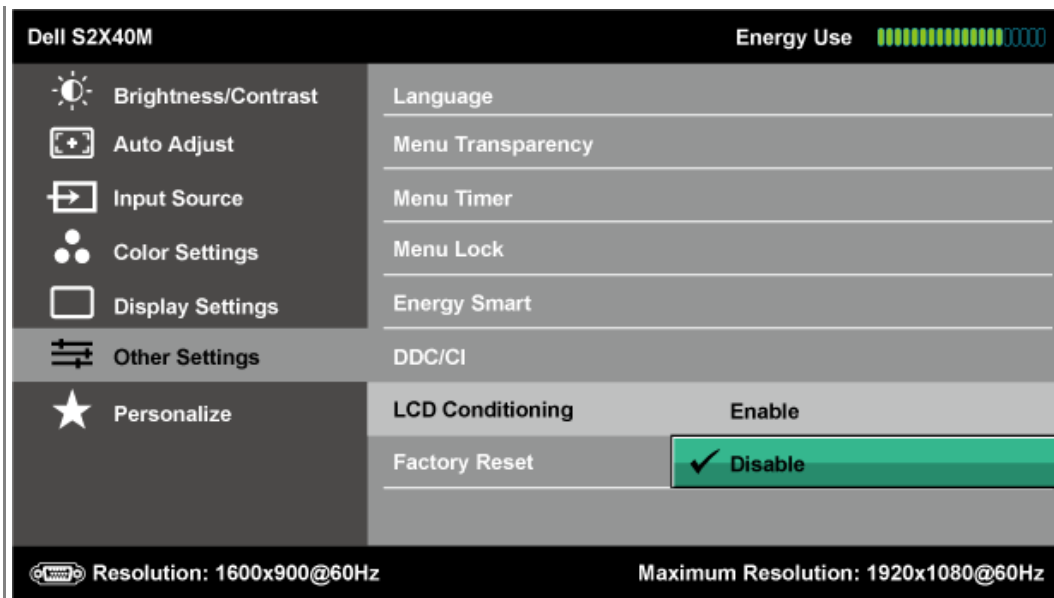 Dell S2X40M Energy Use
Brightness/Contrast Language
Auto Adjust Menu Transparency
Input Source Menu Timer
Color Settings Menu Lock
Display Settings Energy Smart
Other Settings DDC/CI
Personalize LCD Conditioning Enable
Factory Reset Disable
Resolution: 1600x900@60Hz Maximum Resolution: 1920x1080@60Hz